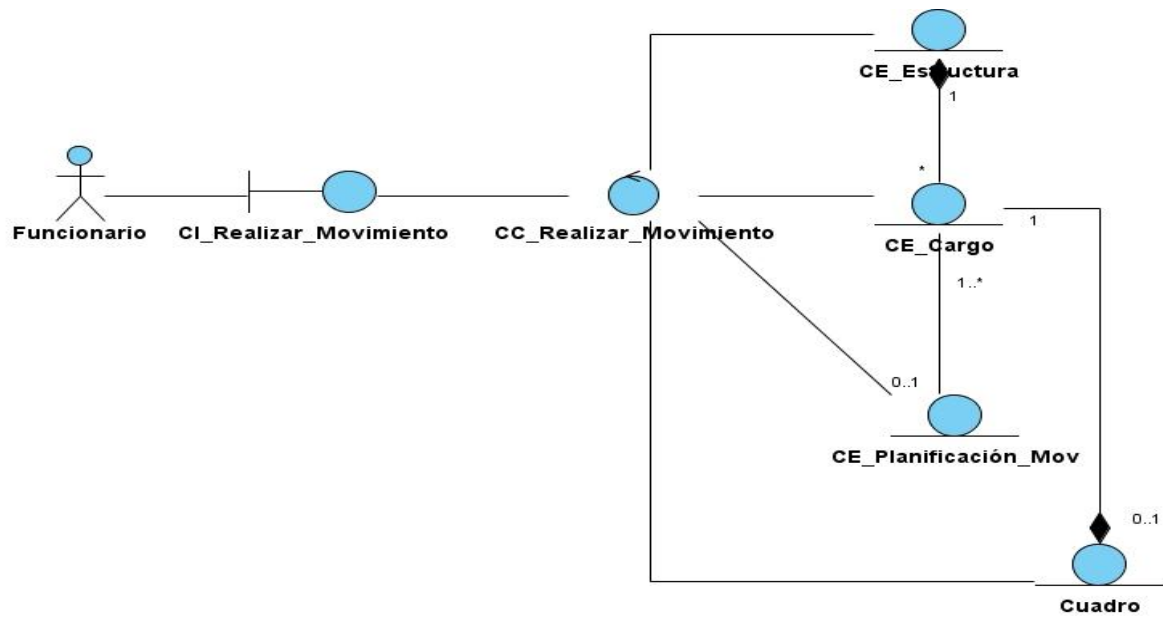 CE_Estructura
1
*
Funcionario
CI_Realizar_Movimiento
CC_Realizar_Movimiento
CE_Cargo
1
1..*
0..1
CE_Planificación_Mov
0..1
Cuadro